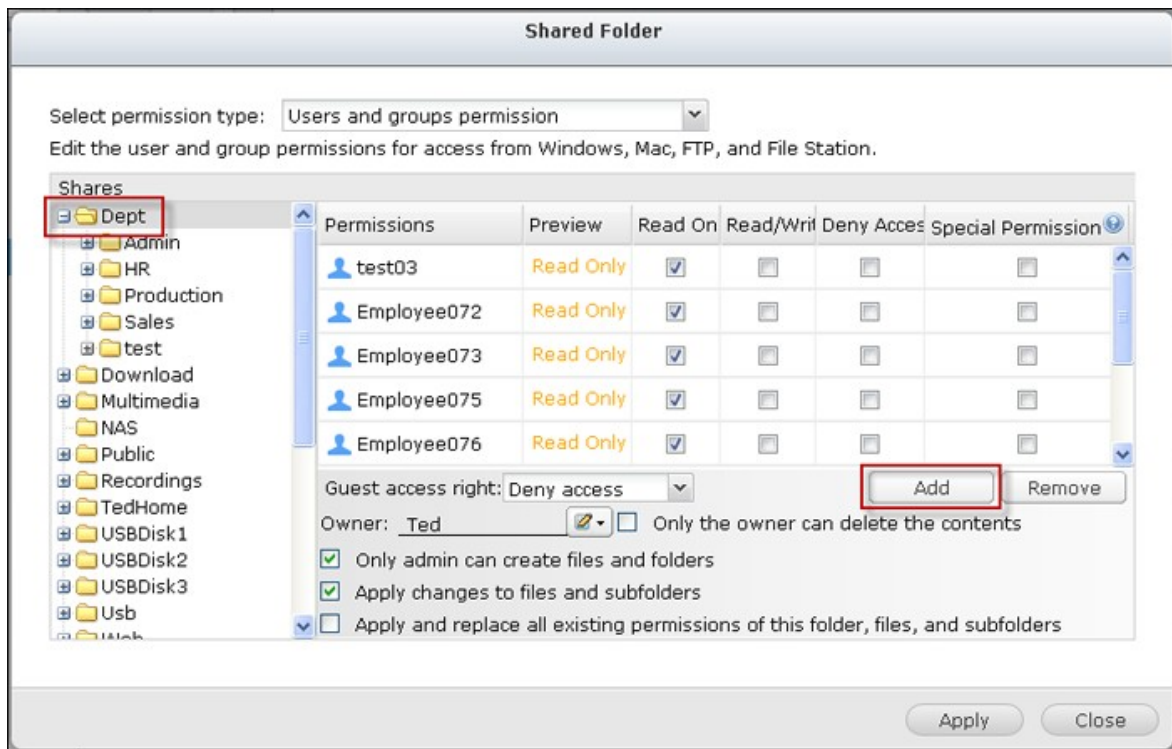 Shared Folder
Select permission type: Users and groups permission
Edit the user and group permissions for access from Windows, Mac, FTP, and File Station.
Shares
Dept
Admin
HR
Production
Sales
test
Download
Multimedia
NAS
Public
Recordings
TedHome
USBDisk1
USBDisk2
USBDisk3
Usb
Permissions Preview Read On Read/Writ Deny Acces Special Permission
test03 Read Only
Employee072 Read Only
Employee073 Read Only
Employee075 Read Only
Employee076 Read Only
Guest access right: Deny access Add Remove
Owner: Ted Only the owner can delete the contents
Only admin can create files and folders
Apply changes to files and subfolders
Apply and replace all existing permissions of this folder, files, and subfolders
Apply Close